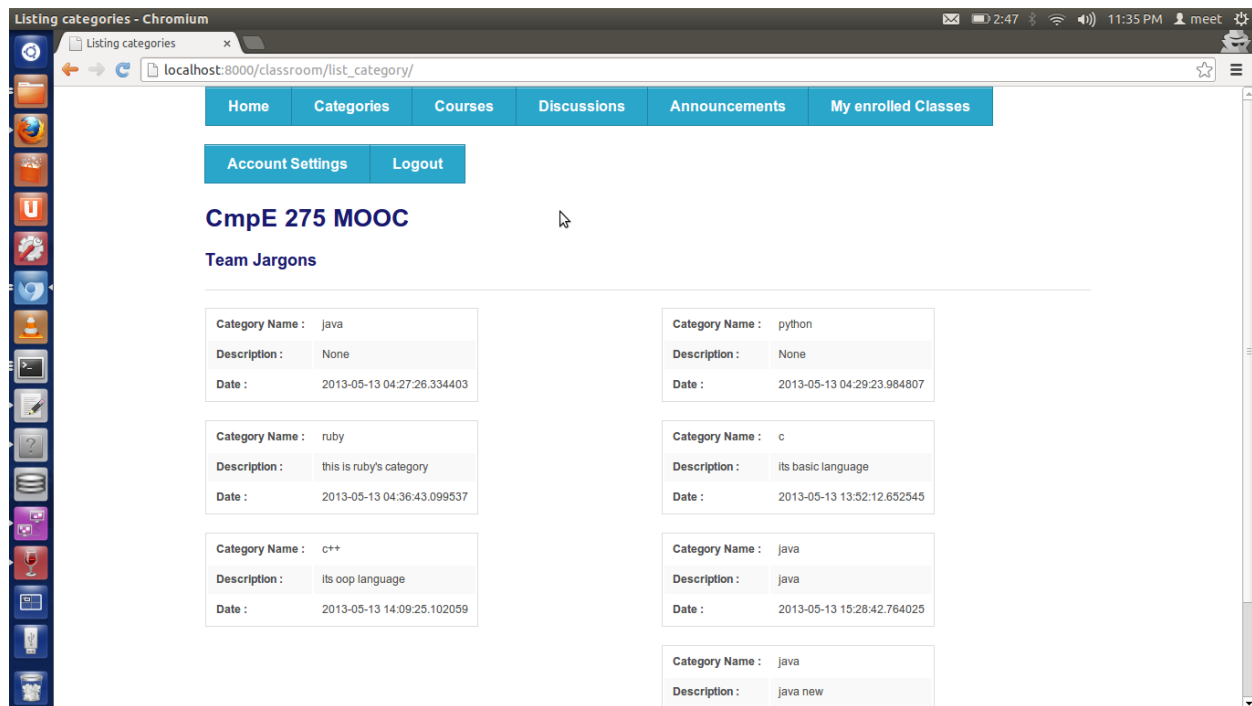 Listing categories - Chromium
2:47 11:35 PM meet
Listing categories ×
localhost:8000/classroom/list_category/
Home Categories Courses Discussions Announcements My enrolled Classes
Account Settings Logout
CmpE 275 MOOC
Team Jargons
Category Name : java
Description : None
Date : 2013-05-13 04:27:26.334403
Category Name : python
Description : None
Date : 2013-05-13 04:29:23.984807
Category Name : ruby
Description : this is ruby's category
Date : 2013-05-13 04:36:43.099537
Category Name : c
Description : its basic language
Date : 2013-05-13 13:52:12.652545
Category Name : c++
Description : its oop language
Date : 2013-05-13 14:09:25.102059
Category Name : java
Description : java
Date : 2013-05-13 15:28:42.764025
Category Name : java
Description : java new